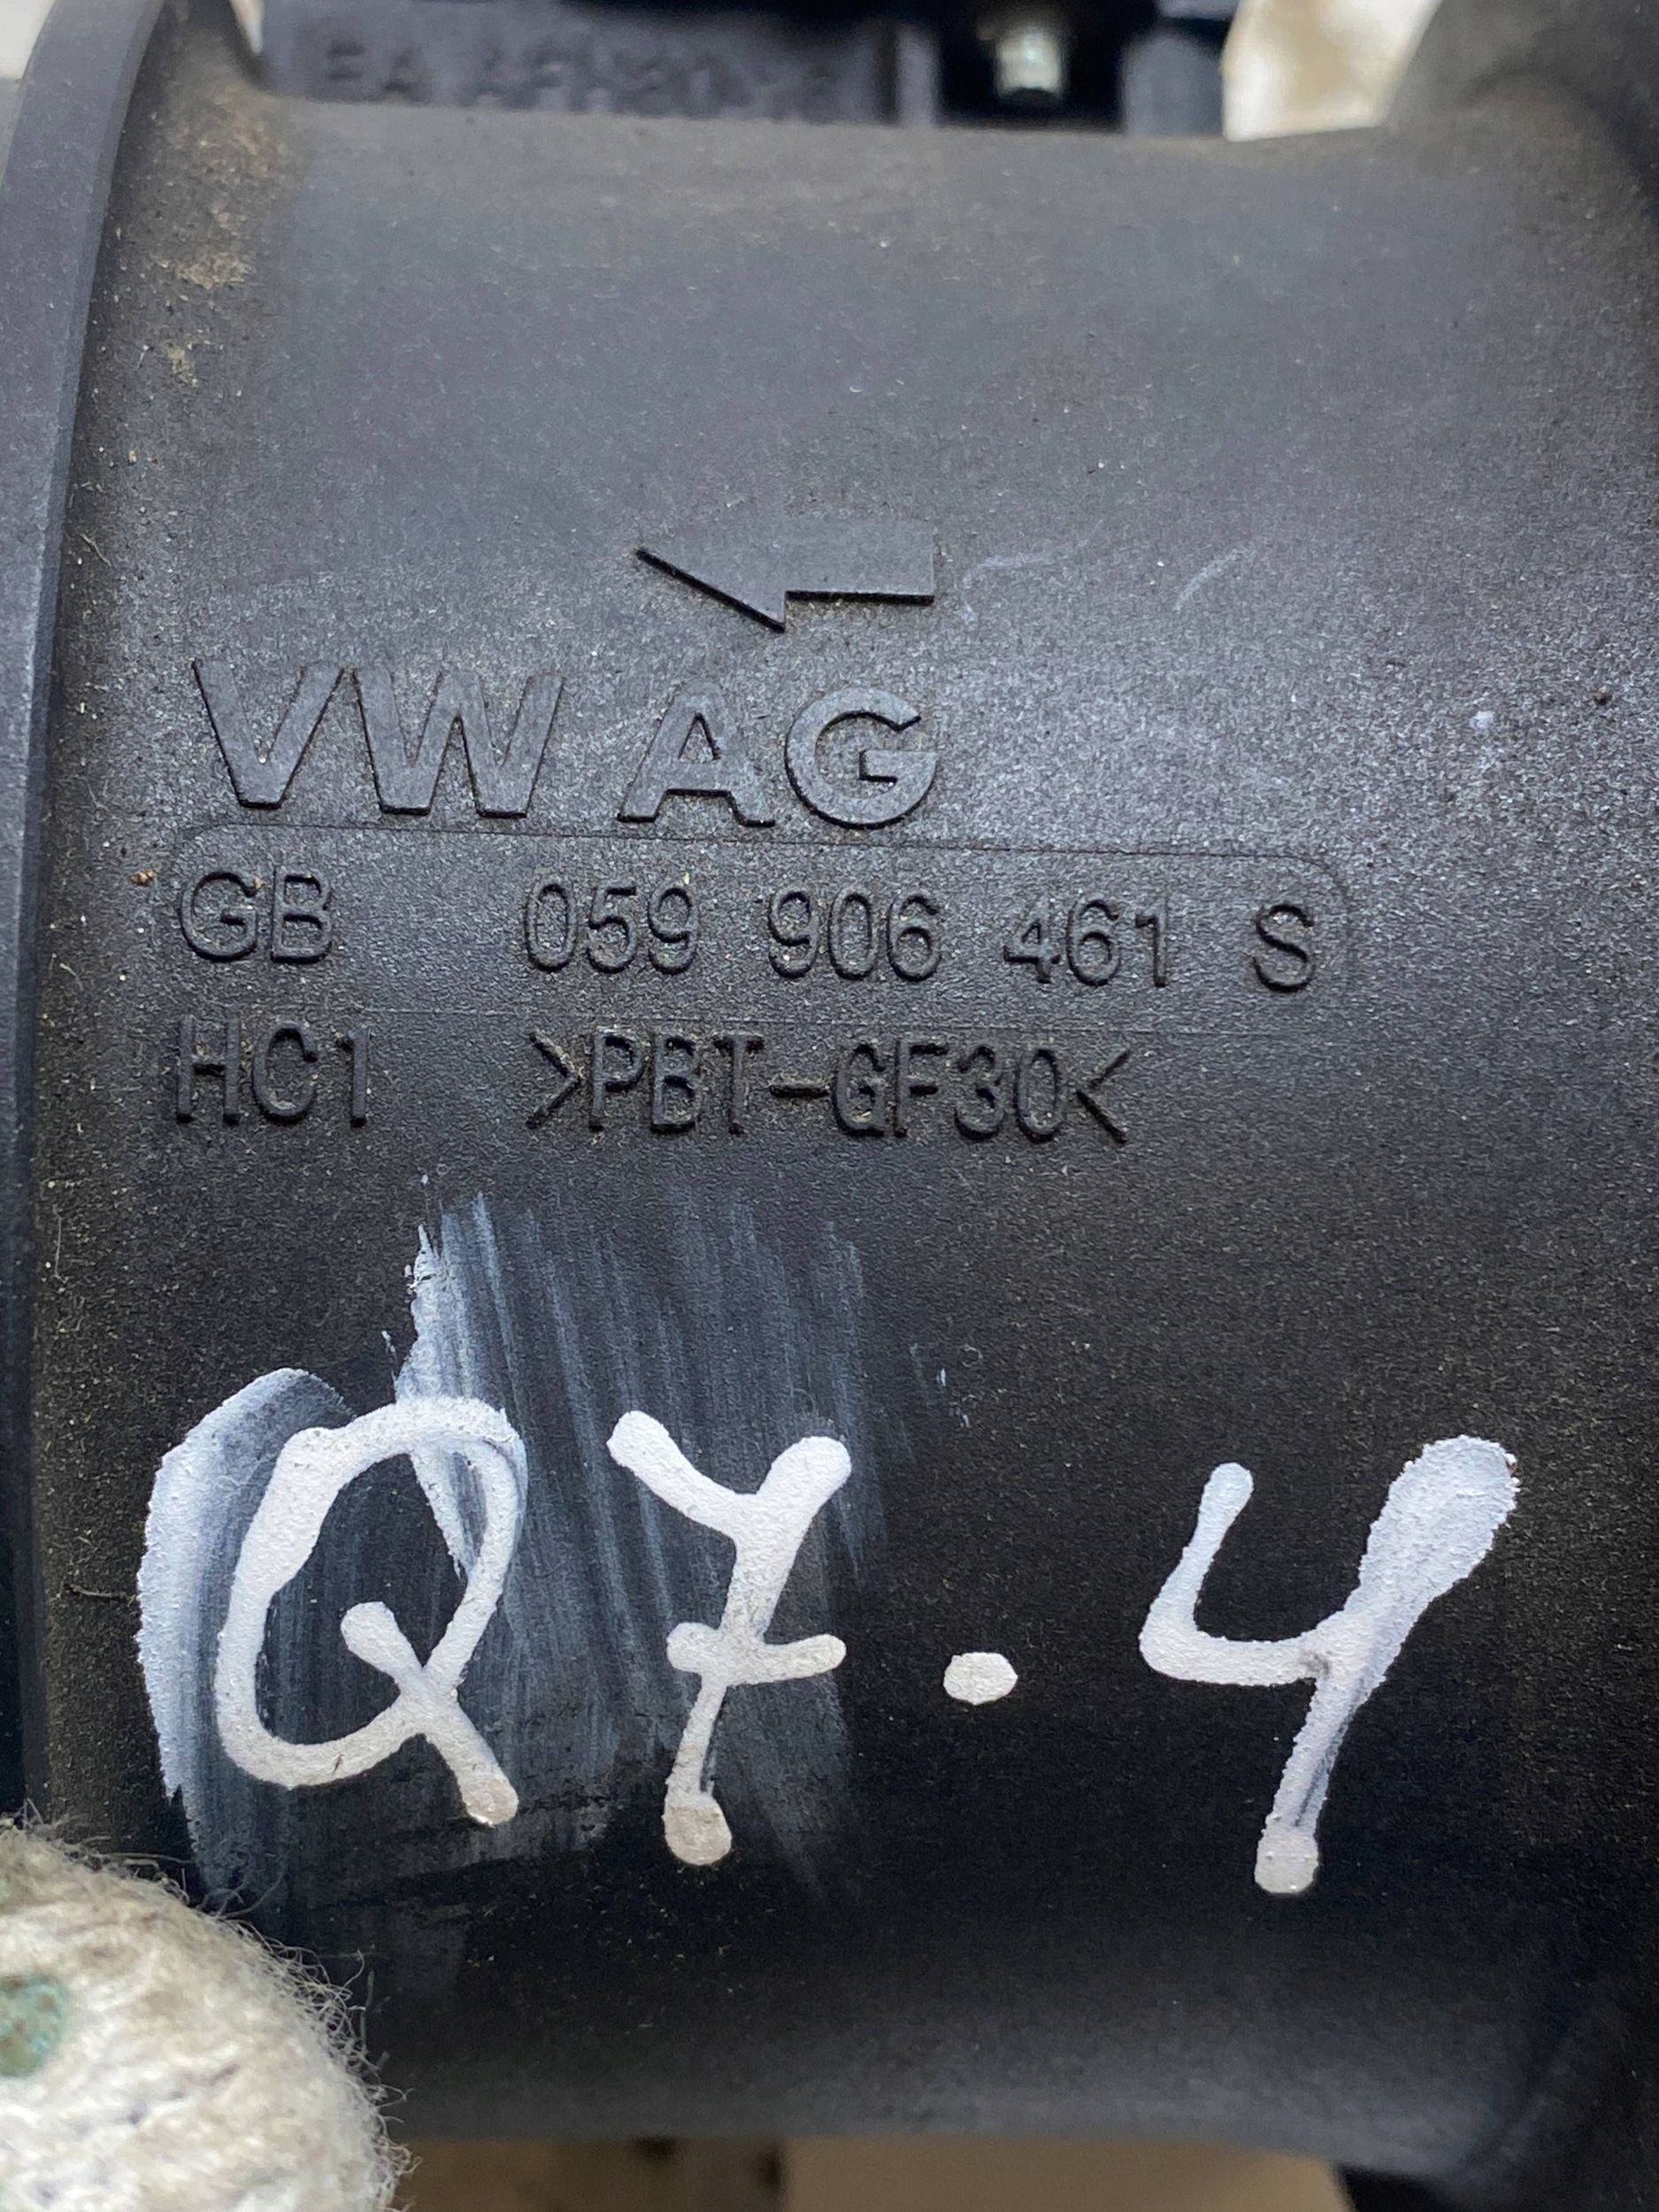 VW AG
GB 059 906 461 S
HC1 >PBT-GF30<
Q7.4